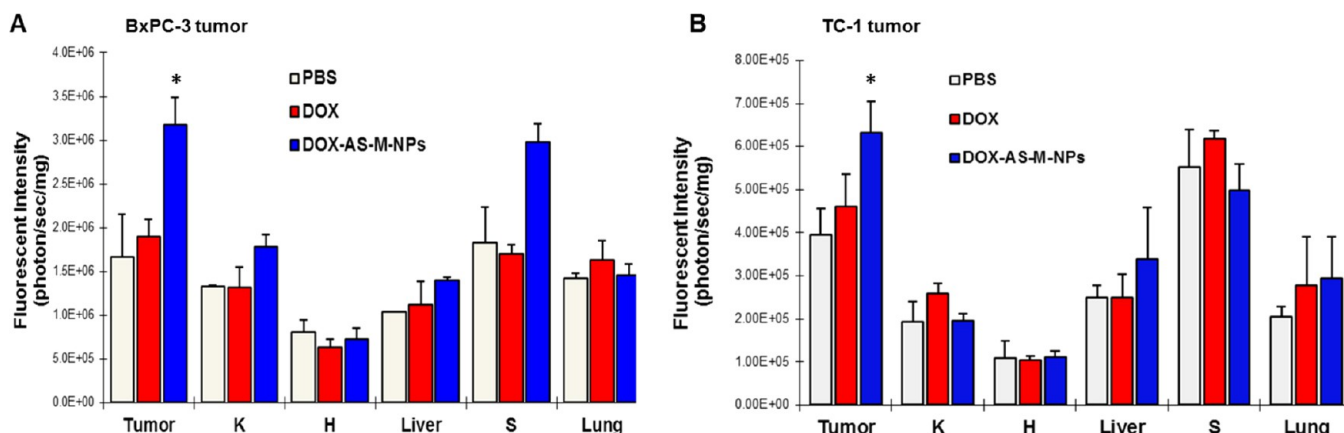 A
BxPC-3 tumor
Fluorescent Intensity
(photon/sec/mg)
4.0E+06
3.5E+06
3.0E+06
2.5E+06
2.0E+06
1.5E+06
1.0E+06
5.0E+05
0.0E+00
*
PBS
DOX
DOX-AS-M-NPs
Tumor K H Liver S Lung
B
TC-1 tumor
Fluorescent Intensity
(photon/sec/mg)
8.00E+05
7.00E+05
6.00E+05
5.00E+05
4.00E+05
3.00E+05
2.00E+05
1.00E+05
0.00E+00
*
PBS
DOX
DOX-AS-M-NPs
Tumor K H Liver S Lung